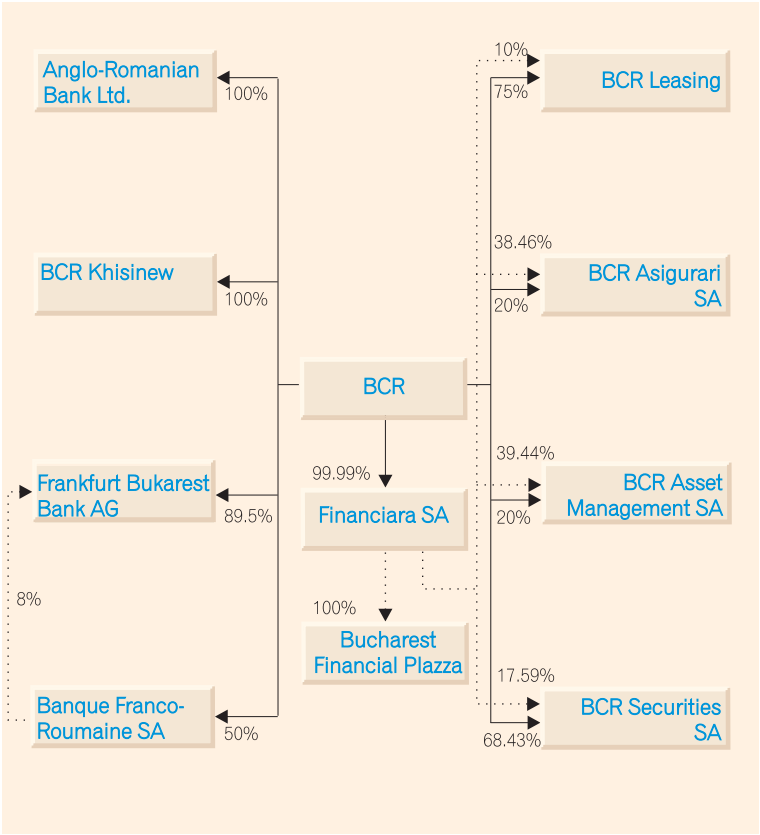 10%
Anglo-Romanian
Bank Ltd.
100%
BCR Leasing
75%
38.46%
BCR Khisinew
100%
BCR Asigurari
SA
20%
BCR
99.99%
39.44%
Frankfurt Bukarest
Bank AG
89.5%
Financiara SA
BCR Asset
Management SA
20%
8%
100%
Bucharest
Financial Plazza
17.59%
Banque Franco-
Roumaine SA
50%
BCR Securities
SA
68.43%